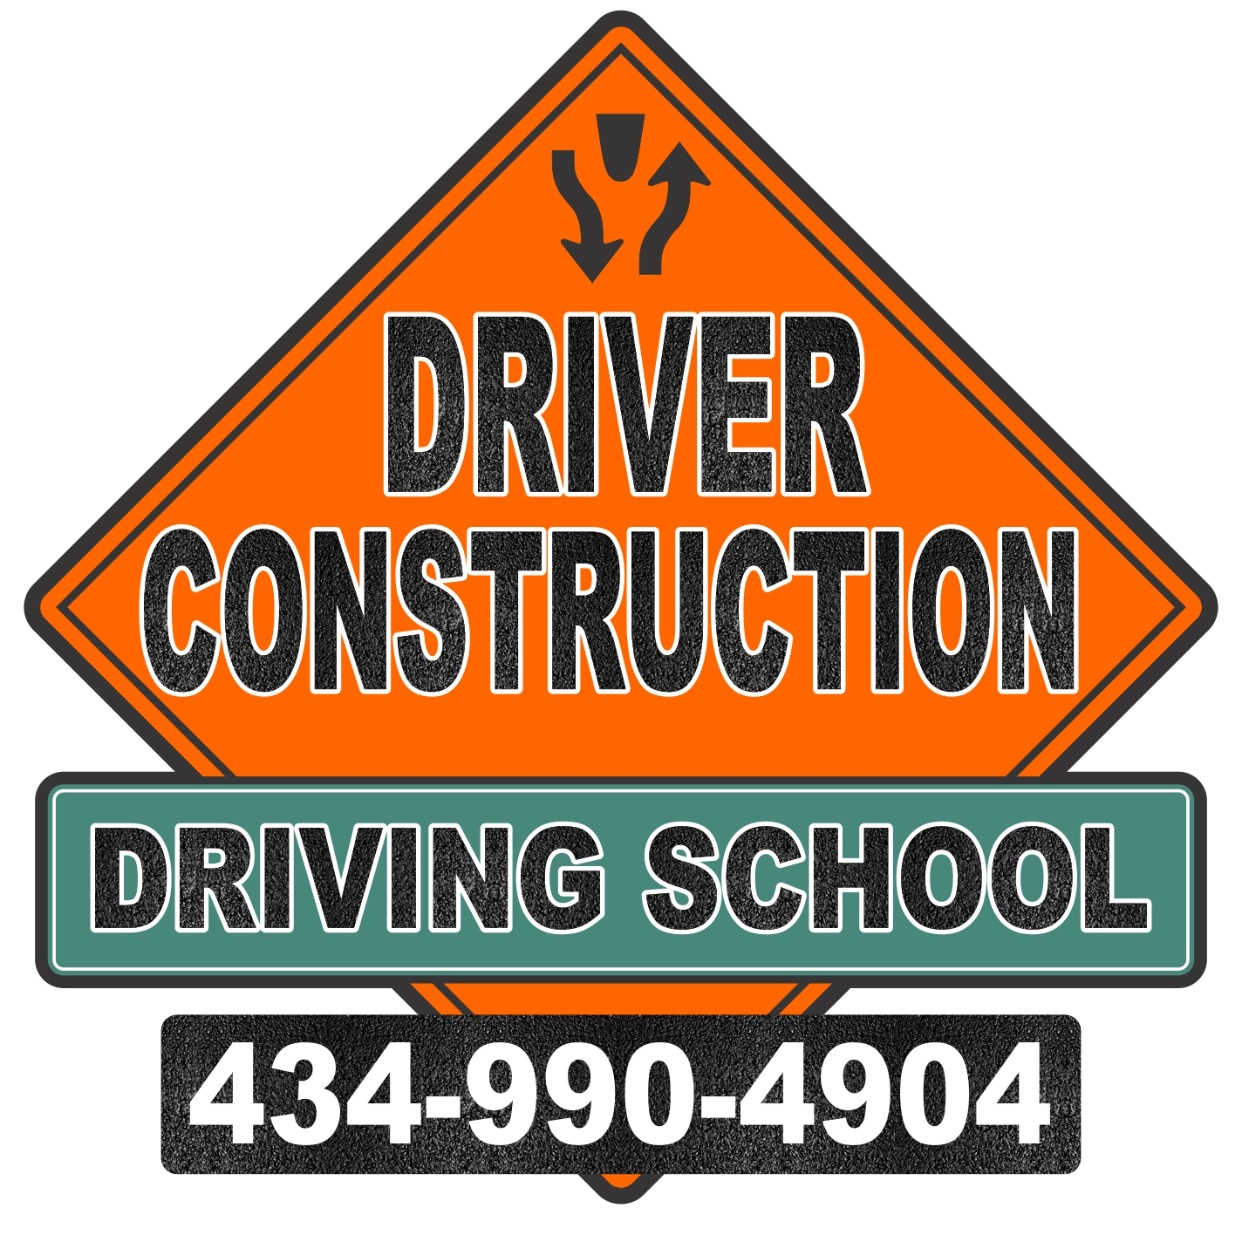 DRIVER
CONSTRUCTION
DRIVING SCHOOL
434-990-4904